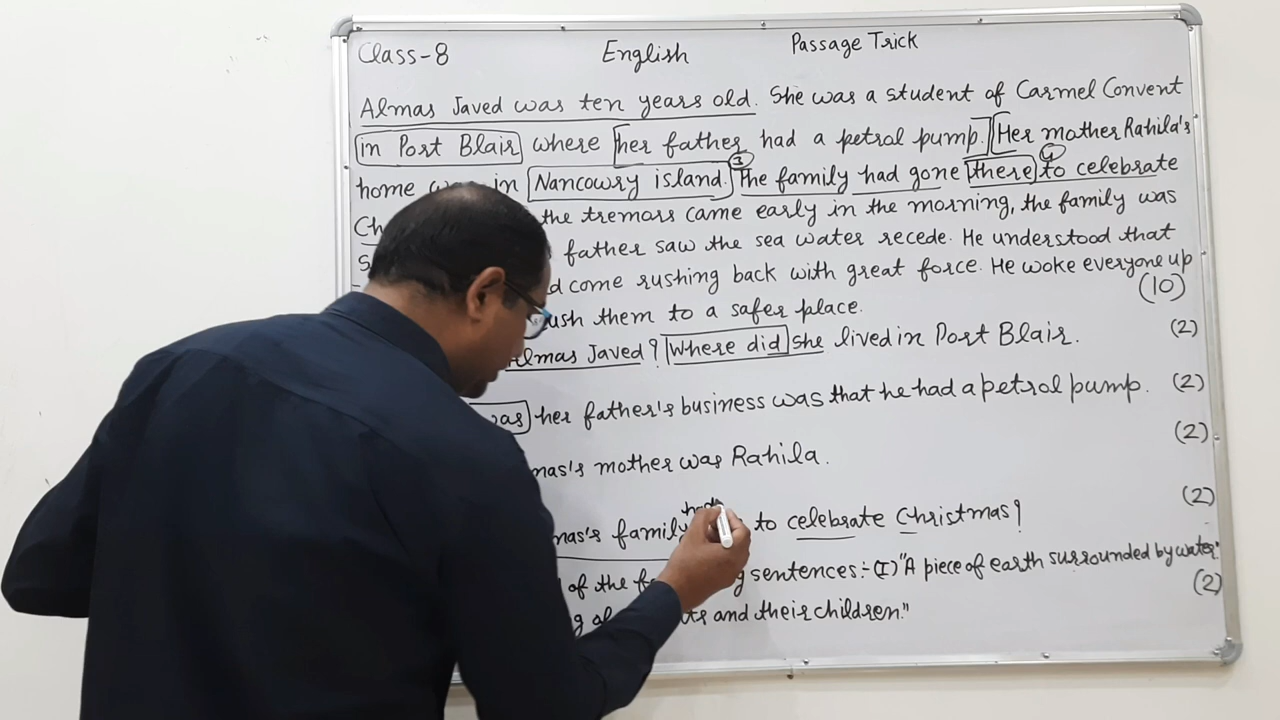 Class-8 English Passage Trick
Almas Javed was ten years old. She was a student of Carmel Convent
in Port Blair where her father had a petrol pump. Her mother Rahila's
home in Nancowry island. The family had gone there to celebrate
the tremors came early in the morning, the family was
father saw the sea water recede. He understood that
come rushing back with great force. He woke everyone up
them to a safer place. (10)
Almas Javed? Where did she lived in Port Blair. (2)
her father's business was that he had a petrol pump. (2)
mother was Rahila. (2)
family had to celebrate Christmas? (2)
of the sentences:- (I) "A piece of earth surrounded by water"
and their children." (2)